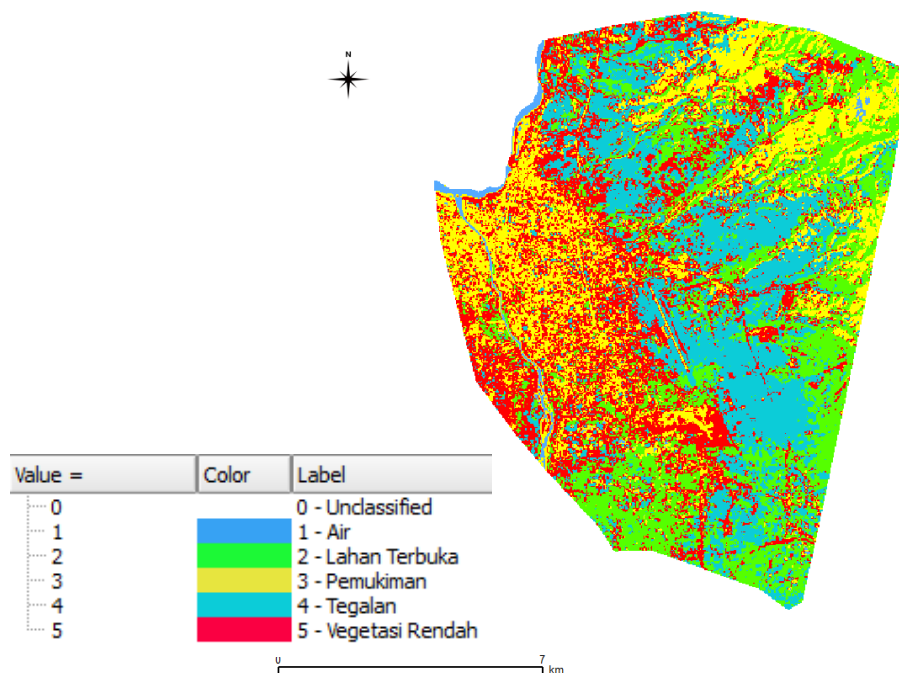 N
Value = Color Label
0 0 - Unclassified
1 1 - Air
2 2 - Lahan Terbuka
3 3 - Pemukiman
4 4 - Tegalan
5 5 - Vegetasi Rendah
0 7
km